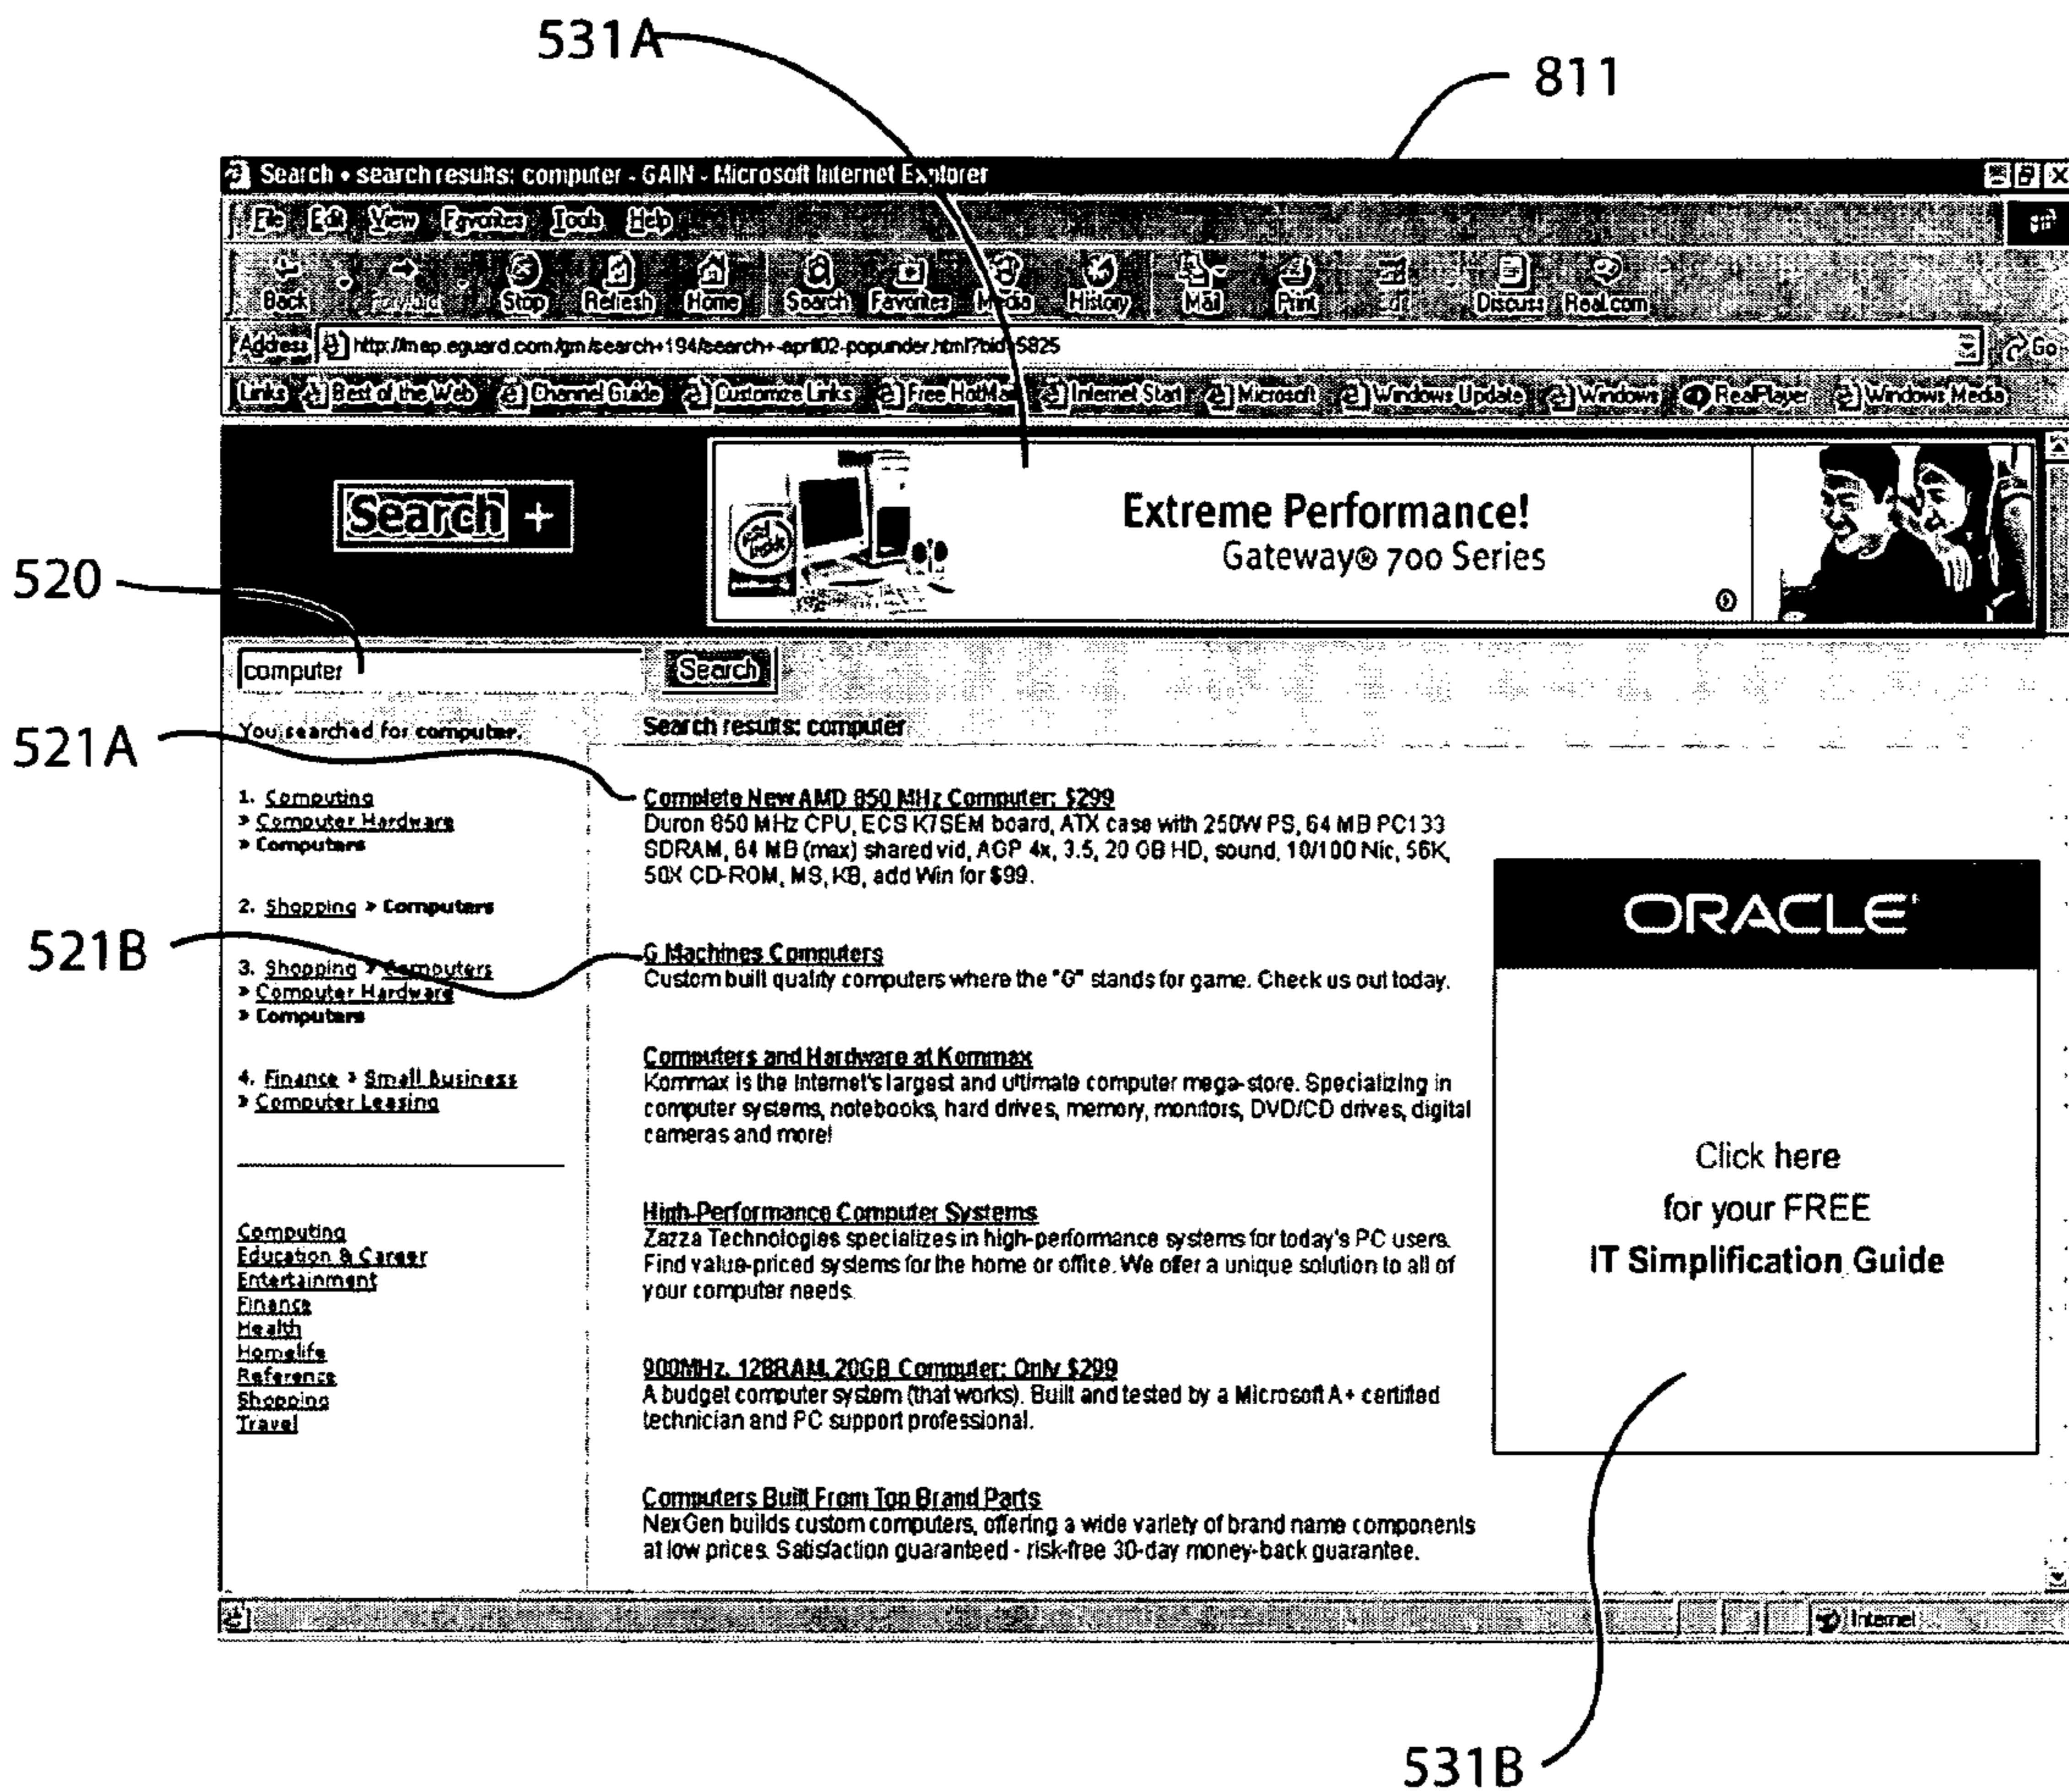 531A
811
Search + search results: computer - GAIN - Microsoft Internet Explorer
File Edit View Favorites Tools Help
Back Forward Stop Refresh Home Search Favorites Media History Mail Print Edit Discuss Real.com
Address Go
Links Best of the Web Channel Guide Customize Links Free HotMail Internet Start Microsoft Windows Update Windows RealPlayer Windows Media
Search +
Extreme Performance!
Gateway® 700 Series
520
computer Search
521A
You searched for computer.
Search results: computer
1. Computing
» Computer Hardware
» Computers
2. Shopping » Computers
521B
3. Shopping » Computers
» Computer Hardware
» Computers
4. Finance » Small Business
» Computer Leasing
Computing
Education & Career
Entertainment
Finance
Health
Homelife
Reference
Shopping
Travel
Complete New AMD 850 MHz Computer: $299
Duron 850 MHz CPU, ECS K7SEM board, ATX case with 250W PS, 64 MB PC133
SDRAM, 64 MB (max) shared vid, AGP 4x, 3.5, 20 GB HD, sound, 10/100 Nic, 56K,
50X CD-ROM, MS, KB, add Win for $99.
G Machines Computers
Custom built quality computers where the "G" stands for game. Check us out today.
Computers and Hardware at Kommax
Kommax is the Internet's largest and ultimate computer mega-store. Specializing in
computer systems, notebooks, hard drives, memory, monitors, DVD/CD drives, digital
cameras and more!
High-Performance Computer Systems
Zazza Technologies specializes in high-performance systems for today's PC users.
Find value-priced systems for the home or office. We offer a unique solution to all of
your computer needs.
900MHz, 128RAM, 20GB Computer: Only $299
A budget computer system (that works). Built and tested by a Microsoft A+ certified
technician and PC support professional.
Computers Built From Top Brand Parts
NexGen builds custom computers, offering a wide variety of brand name components
at low prices. Satisfaction guaranteed - risk-free 30-day money-back guarantee.
ORACLE
Click here
for your FREE
IT Simplification Guide
Internet
531B